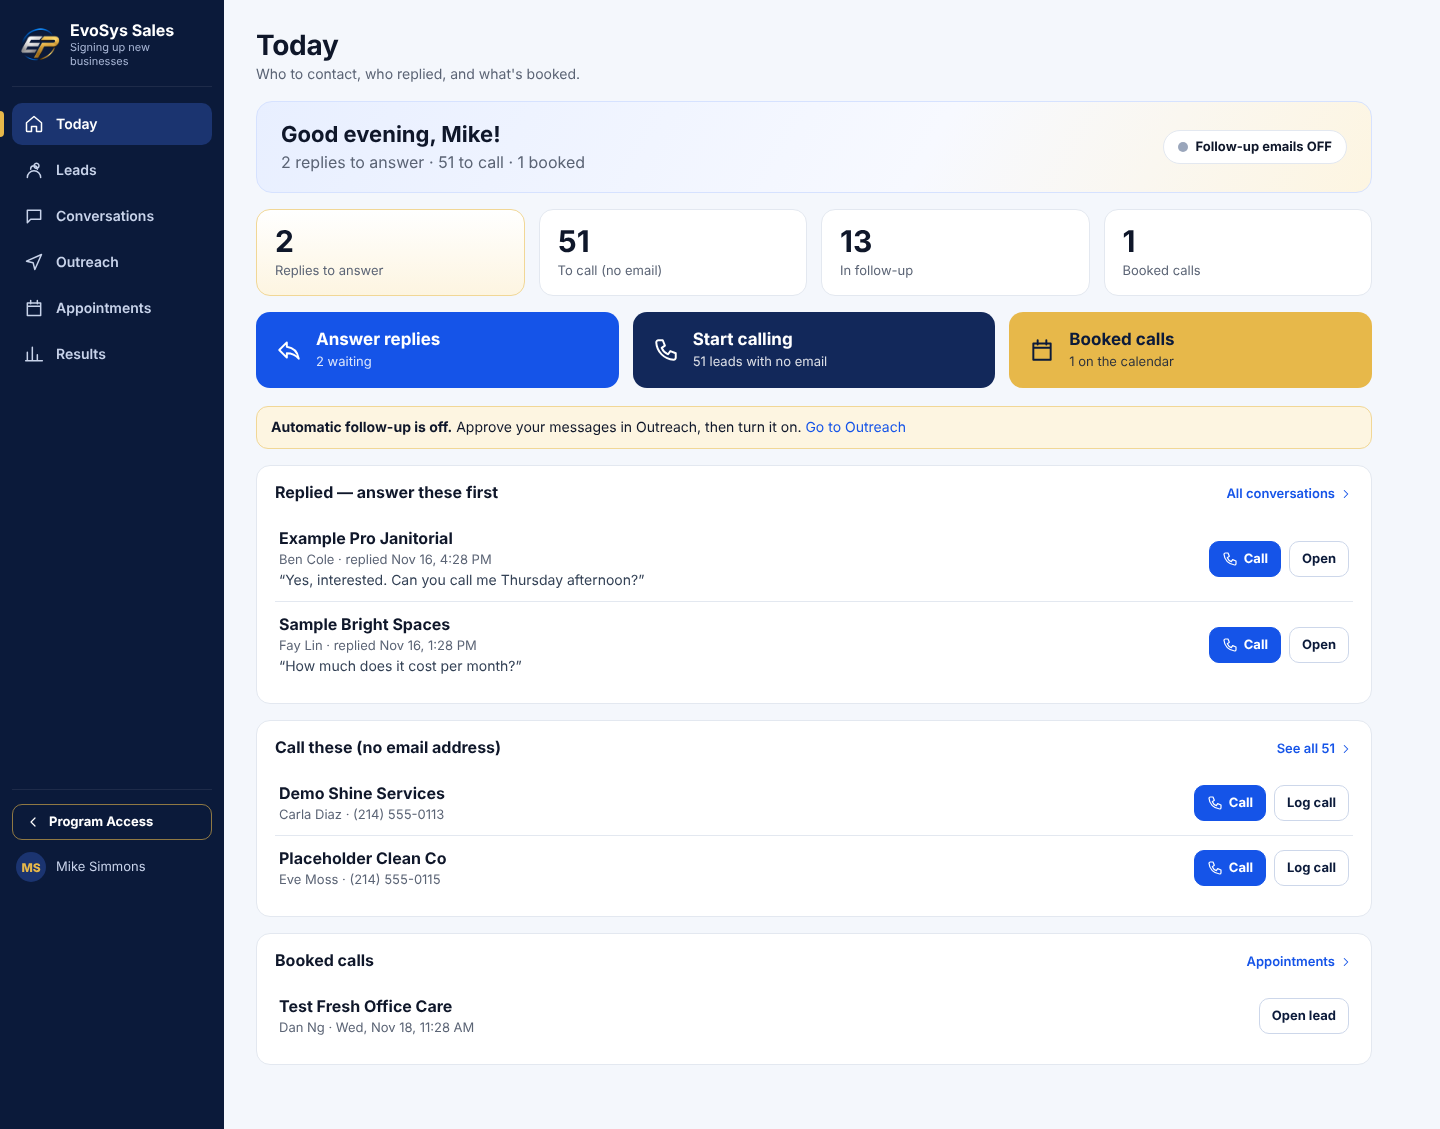 EP
EvoSys Sales
Signing up new
businesses
Today
Leads
Conversations
Outreach
Appointments
Results
Program Access
MS
Mike Simmons
Today
Who to contact, who replied, and what's booked.
Good evening, Mike!
2 replies to answer · 51 to call · 1 booked
Follow-up emails OFF
2
Replies to answer
51
To call (no email)
13
In follow-up
1
Booked calls
Answer replies
2 waiting
Start calling
51 leads with no email
Booked calls
1 on the calendar
Automatic follow-up is off. Approve your messages in Outreach, then turn it on. Go to Outreach
Replied — answer these first
All conversations
Example Pro Janitorial
Ben Cole · replied Nov 16, 4:28 PM
“Yes, interested. Can you call me Thursday afternoon?”
Call
Open
Sample Bright Spaces
Fay Lin · replied Nov 16, 1:28 PM
“How much does it cost per month?”
Call
Open
Call these (no email address)
See all 51
Demo Shine Services
Carla Diaz · (214) 555-0113
Call
Log call
Placeholder Clean Co
Eve Moss · (214) 555-0115
Call
Log call
Booked calls
Appointments
Test Fresh Office Care
Dan Ng · Wed, Nov 18, 11:28 AM
Open lead